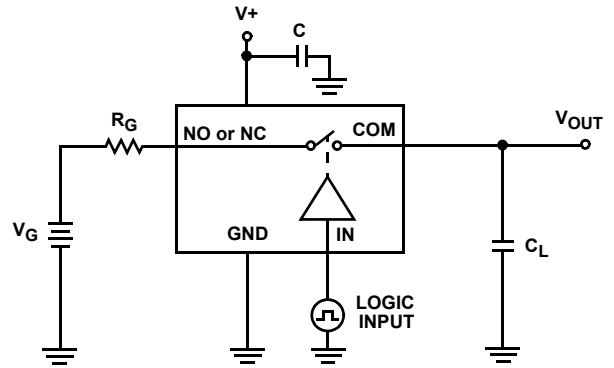 V+
C
RG
NO or NC
COM
VOUT
VG
GND
IN
CL
LOGIC
INPUT